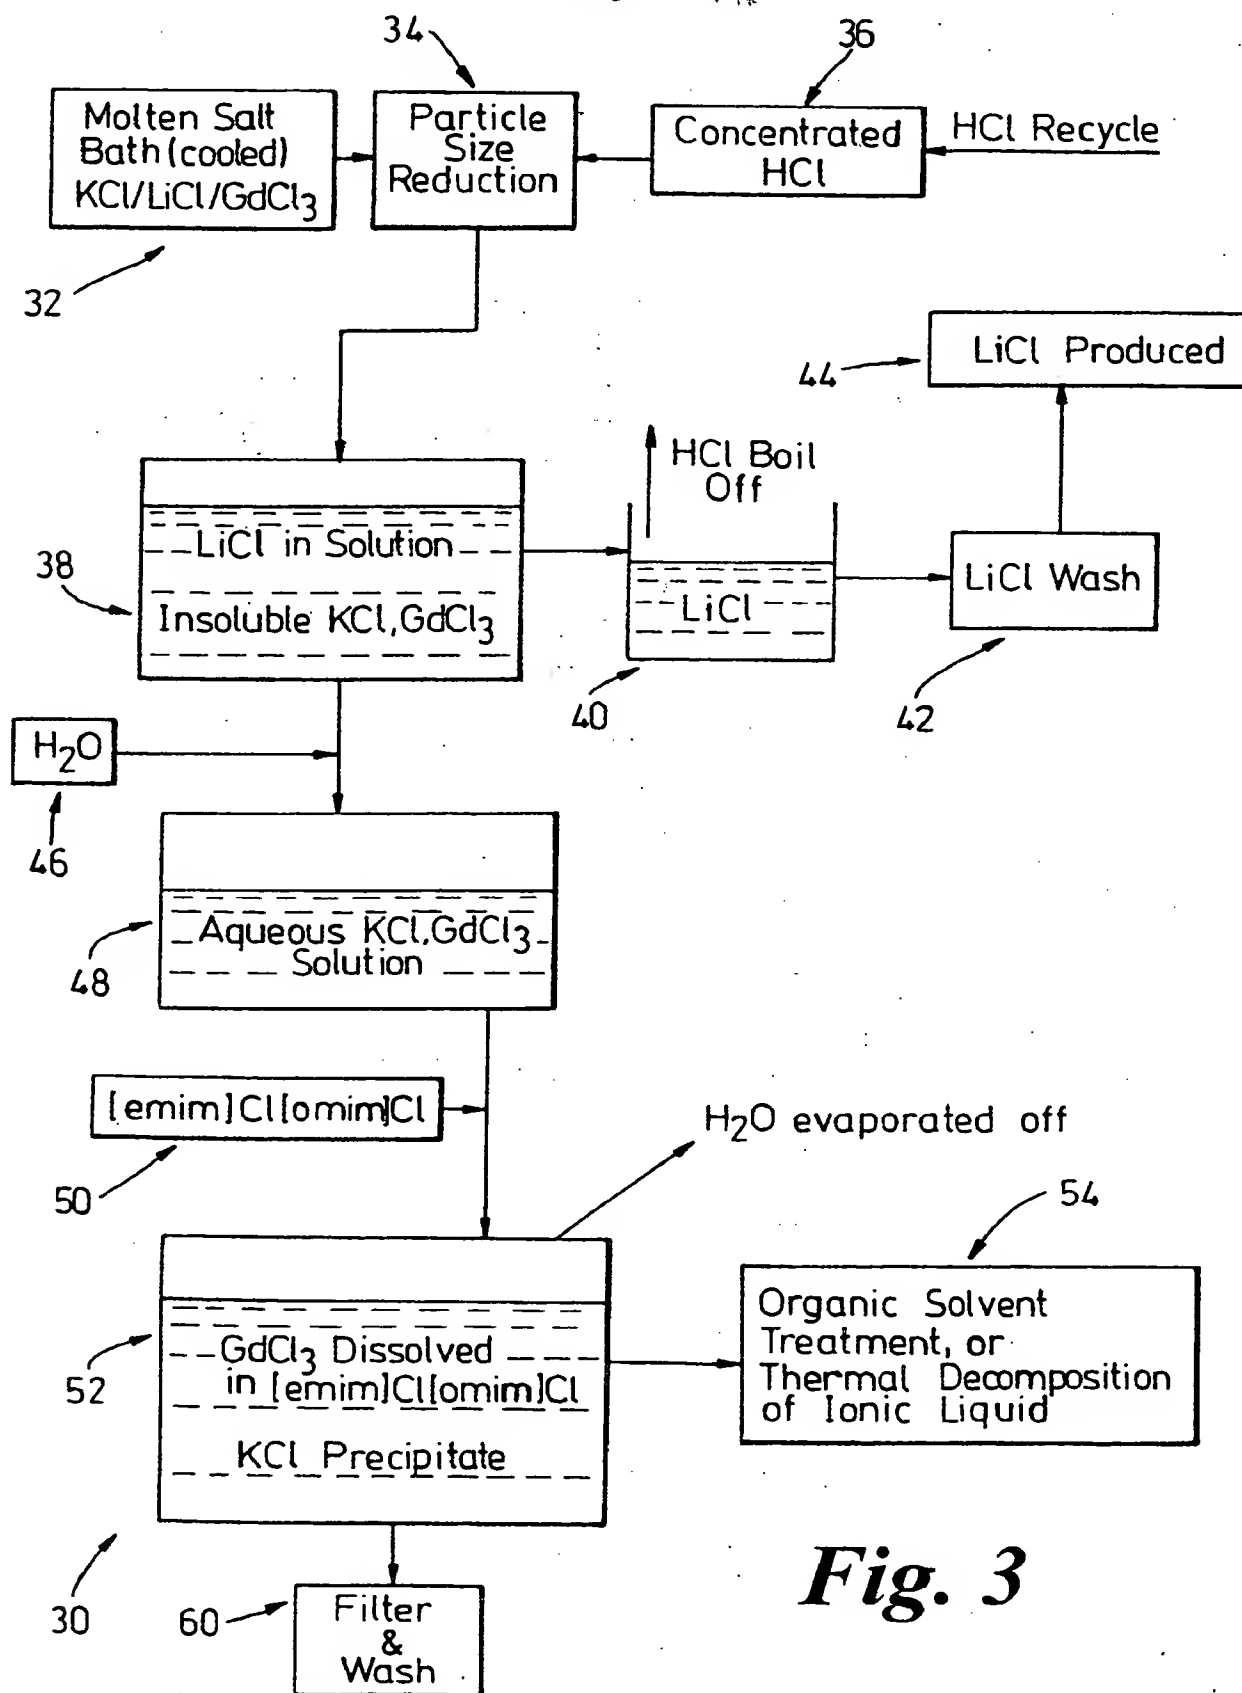 34
36
Molten Salt
Bath (cooled)
KCl/LiCl/GdCl3
Particle
Size
Reduction
Concentrated
HCl
HCl Recycle
32
LiCl Produced
44
HCl Boil
Off
LiCl in Solution
Insoluble KCl, GdCl3
38
LiCl
LiCl Wash
40
42
H2O
46
Aqueous KCl, GdCl3
Solution
48
[emim]Cl[omim]Cl
50
H2O evaporated off
54
GdCl3 Dissolved
in [emim]Cl[omim]Cl
KCl Precipitate
52
Organic Solvent
Treatment, or
Thermal Decomposition
of Ionic Liquid
30
60
Filter
&
Wash
Fig. 3